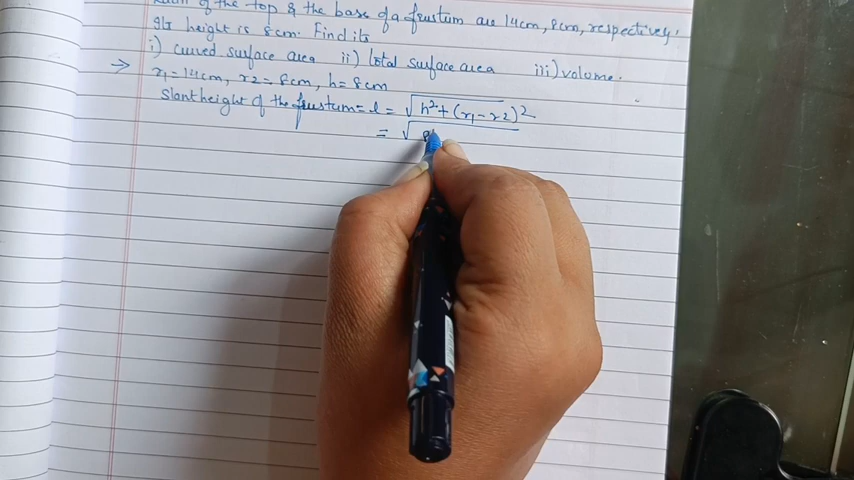 Radii of the top & the base of a frustum are 14cm, 8cm, respectively.
Its height is 8cm. Find its
i) curved surface area ii) total surface area iii) volume.
→ r1=14cm, r2=8cm, h=8cm
Slant height of the frustum = l = √h²+(r1-r2)²
= √8